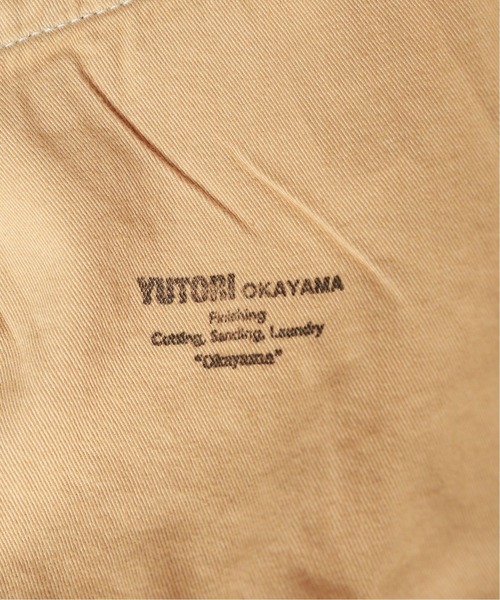 YUTORI OKAYAMA
Finishing
Cutting, Sanding, Laundry
"Okayama"